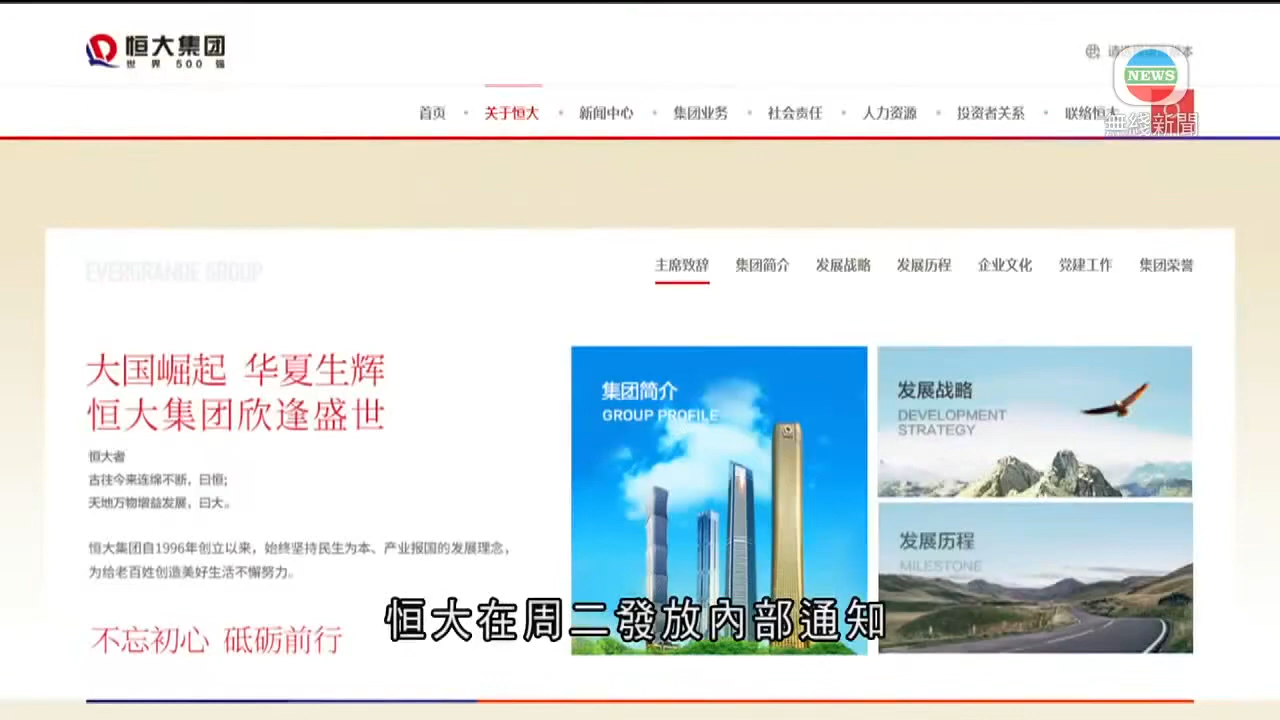 恒大集团
世界500强
NEWS
無綫新聞
首页 • 关于恒大 • 新闻中心 • 集团业务 • 社会责任 • 人力资源 • 投资者关系 • 联络恒大
EVERGRANDE GROUP
主席致辞 集团简介 发展战略 发展历程 企业文化 党建工作 集团荣誉
大国崛起 华夏生辉
恒大集团欣逢盛世
恒大者
古往今来连绵不断，曰恒;
天地万物增益发展，曰大。
恒大集团自1996年创立以来，始终坚持民生为本、产业报国的发展理念，
为给老百姓创造美好生活不懈努力。
不忘初心 砥砺前行
集团简介
GROUP PROFILE
发展战略
DEVELOPMENT
STRATEGY
发展历程
MILESTONE
恒大在周二發放內部通知